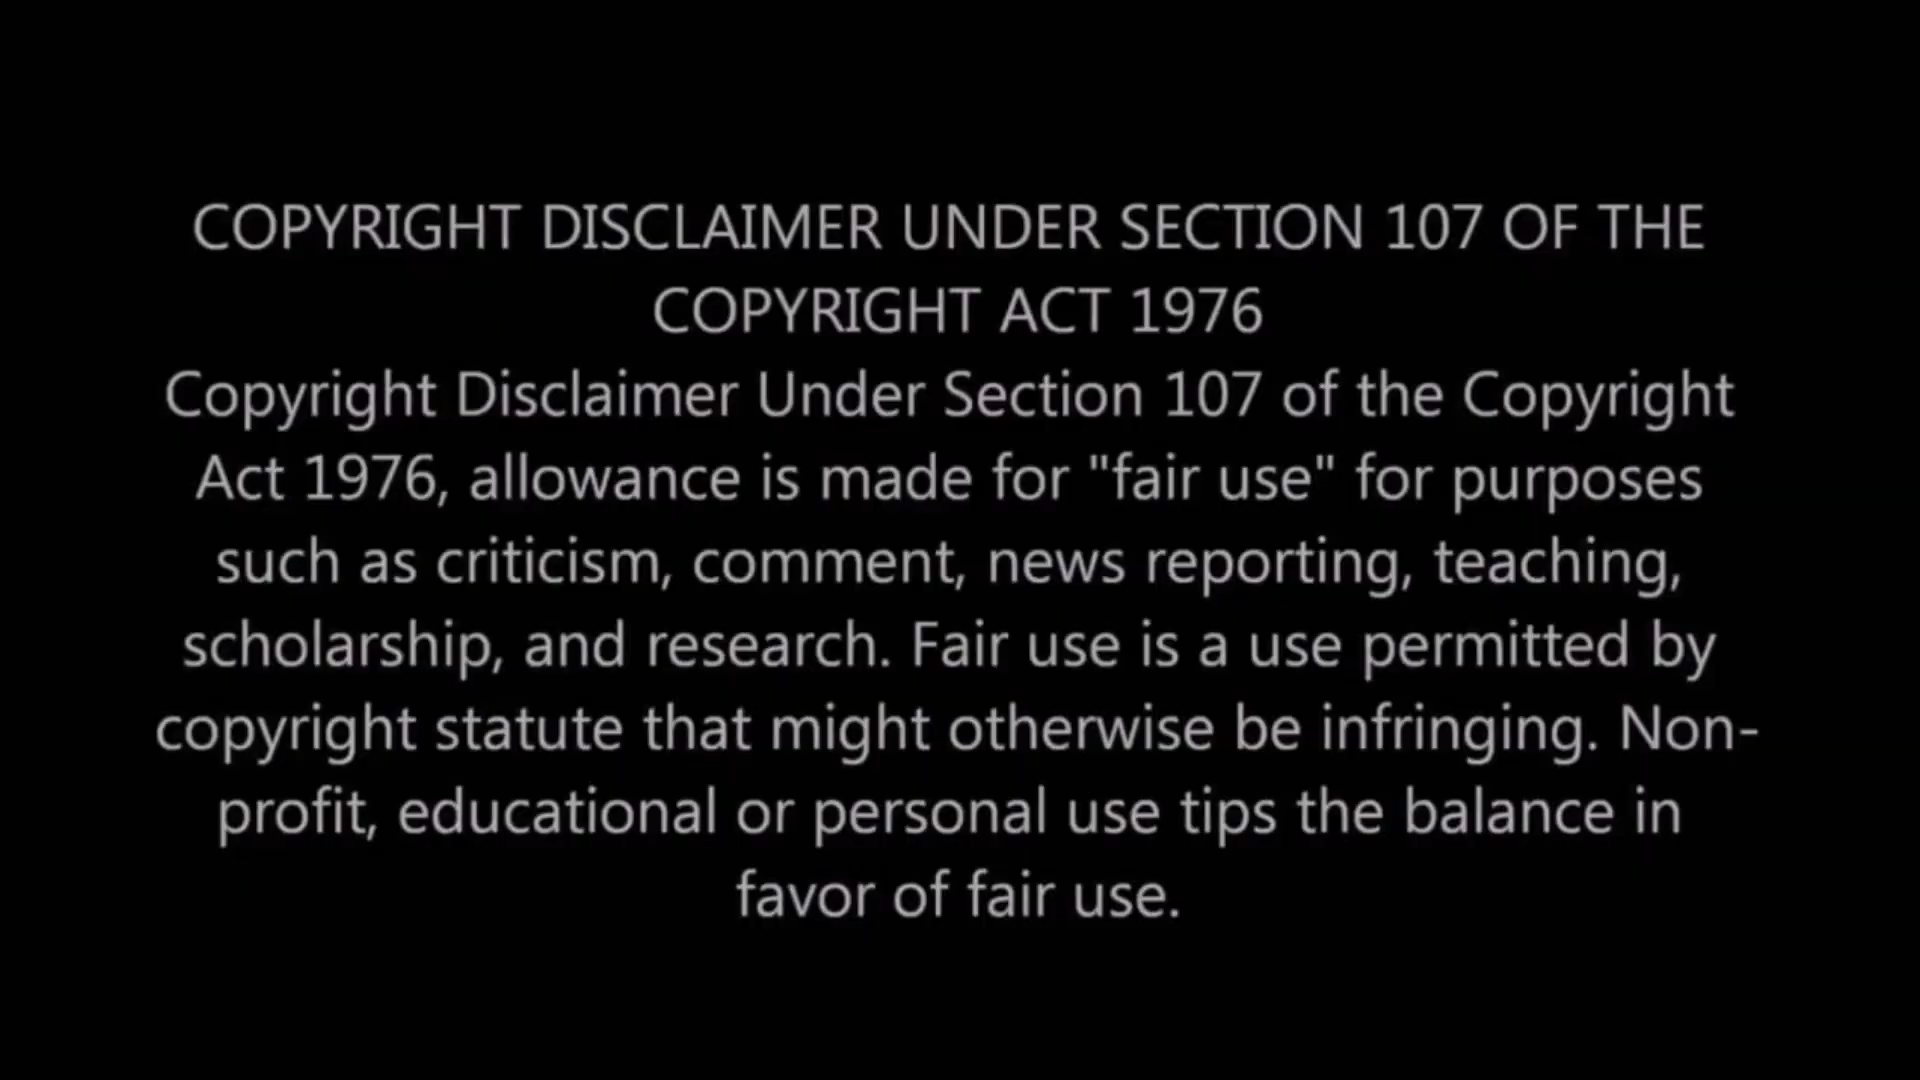 COPYRIGHT DISCLAIMER UNDER SECTION 107 OF THE
COPYRIGHT ACT 1976
Copyright Disclaimer Under Section 107 of the Copyright
Act 1976, allowance is made for "fair use" for purposes
such as criticism, comment, news reporting, teaching,
scholarship, and research. Fair use is a use permitted by
copyright statute that might otherwise be infringing. Non-
profit, educational or personal use tips the balance in
favor of fair use.